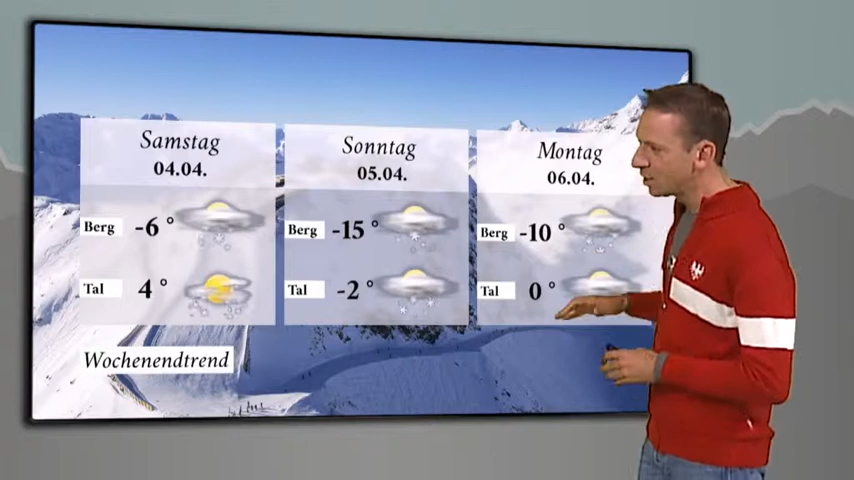 Samstag
04.04.
Berg -6 °
Tal 4 °
Sonntag
05.04.
Berg -15 °
Tal -2 °
Montag
06.04.
Berg -10 °
Tal 0 °
Wochenendtrend